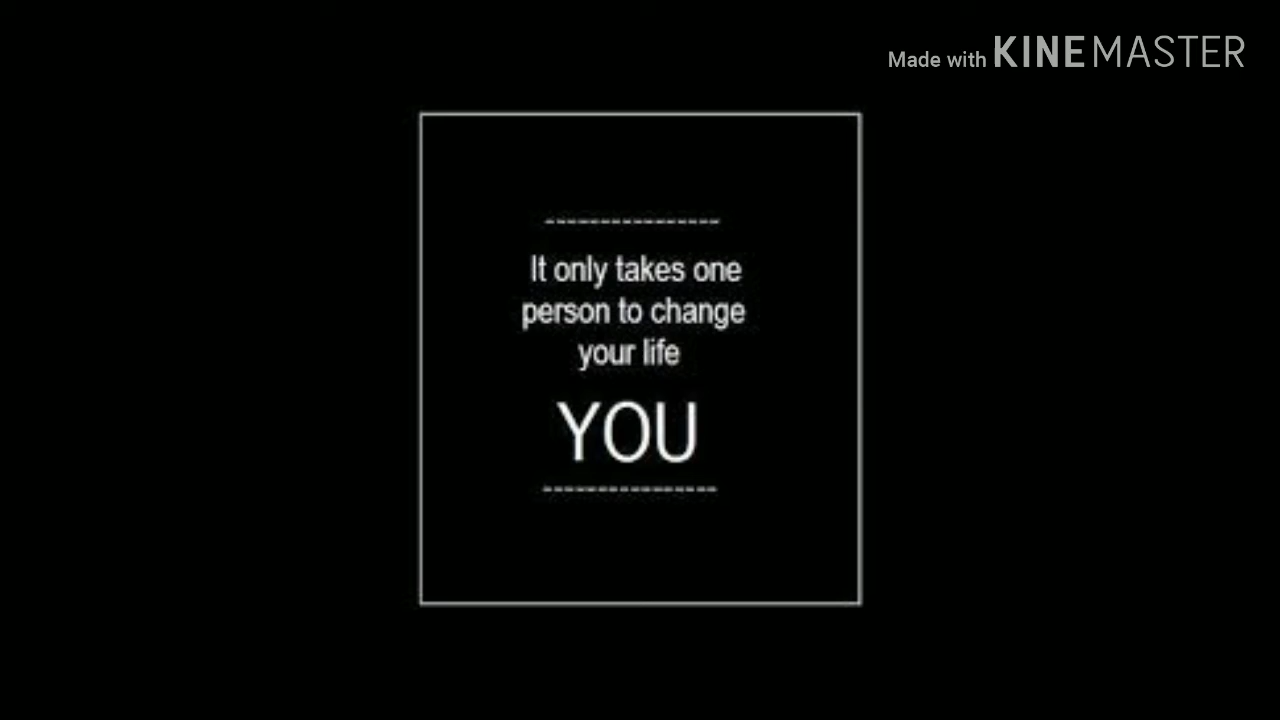 Made with KINEMASTER
----------------
It only takes one
person to change
your life
YOU
----------------